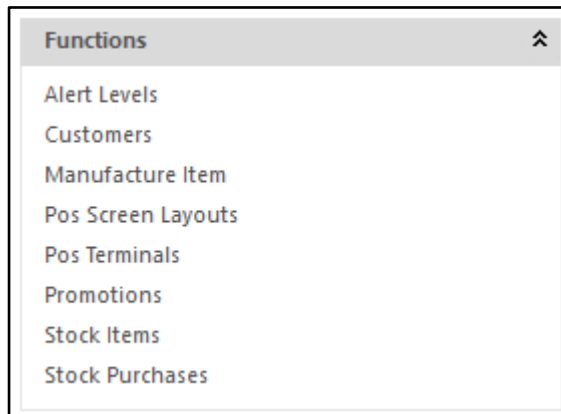 Functions
Alert Levels
Customers
Manufacture Item
Pos Screen Layouts
Pos Terminals
Promotions
Stock Items
Stock Purchases